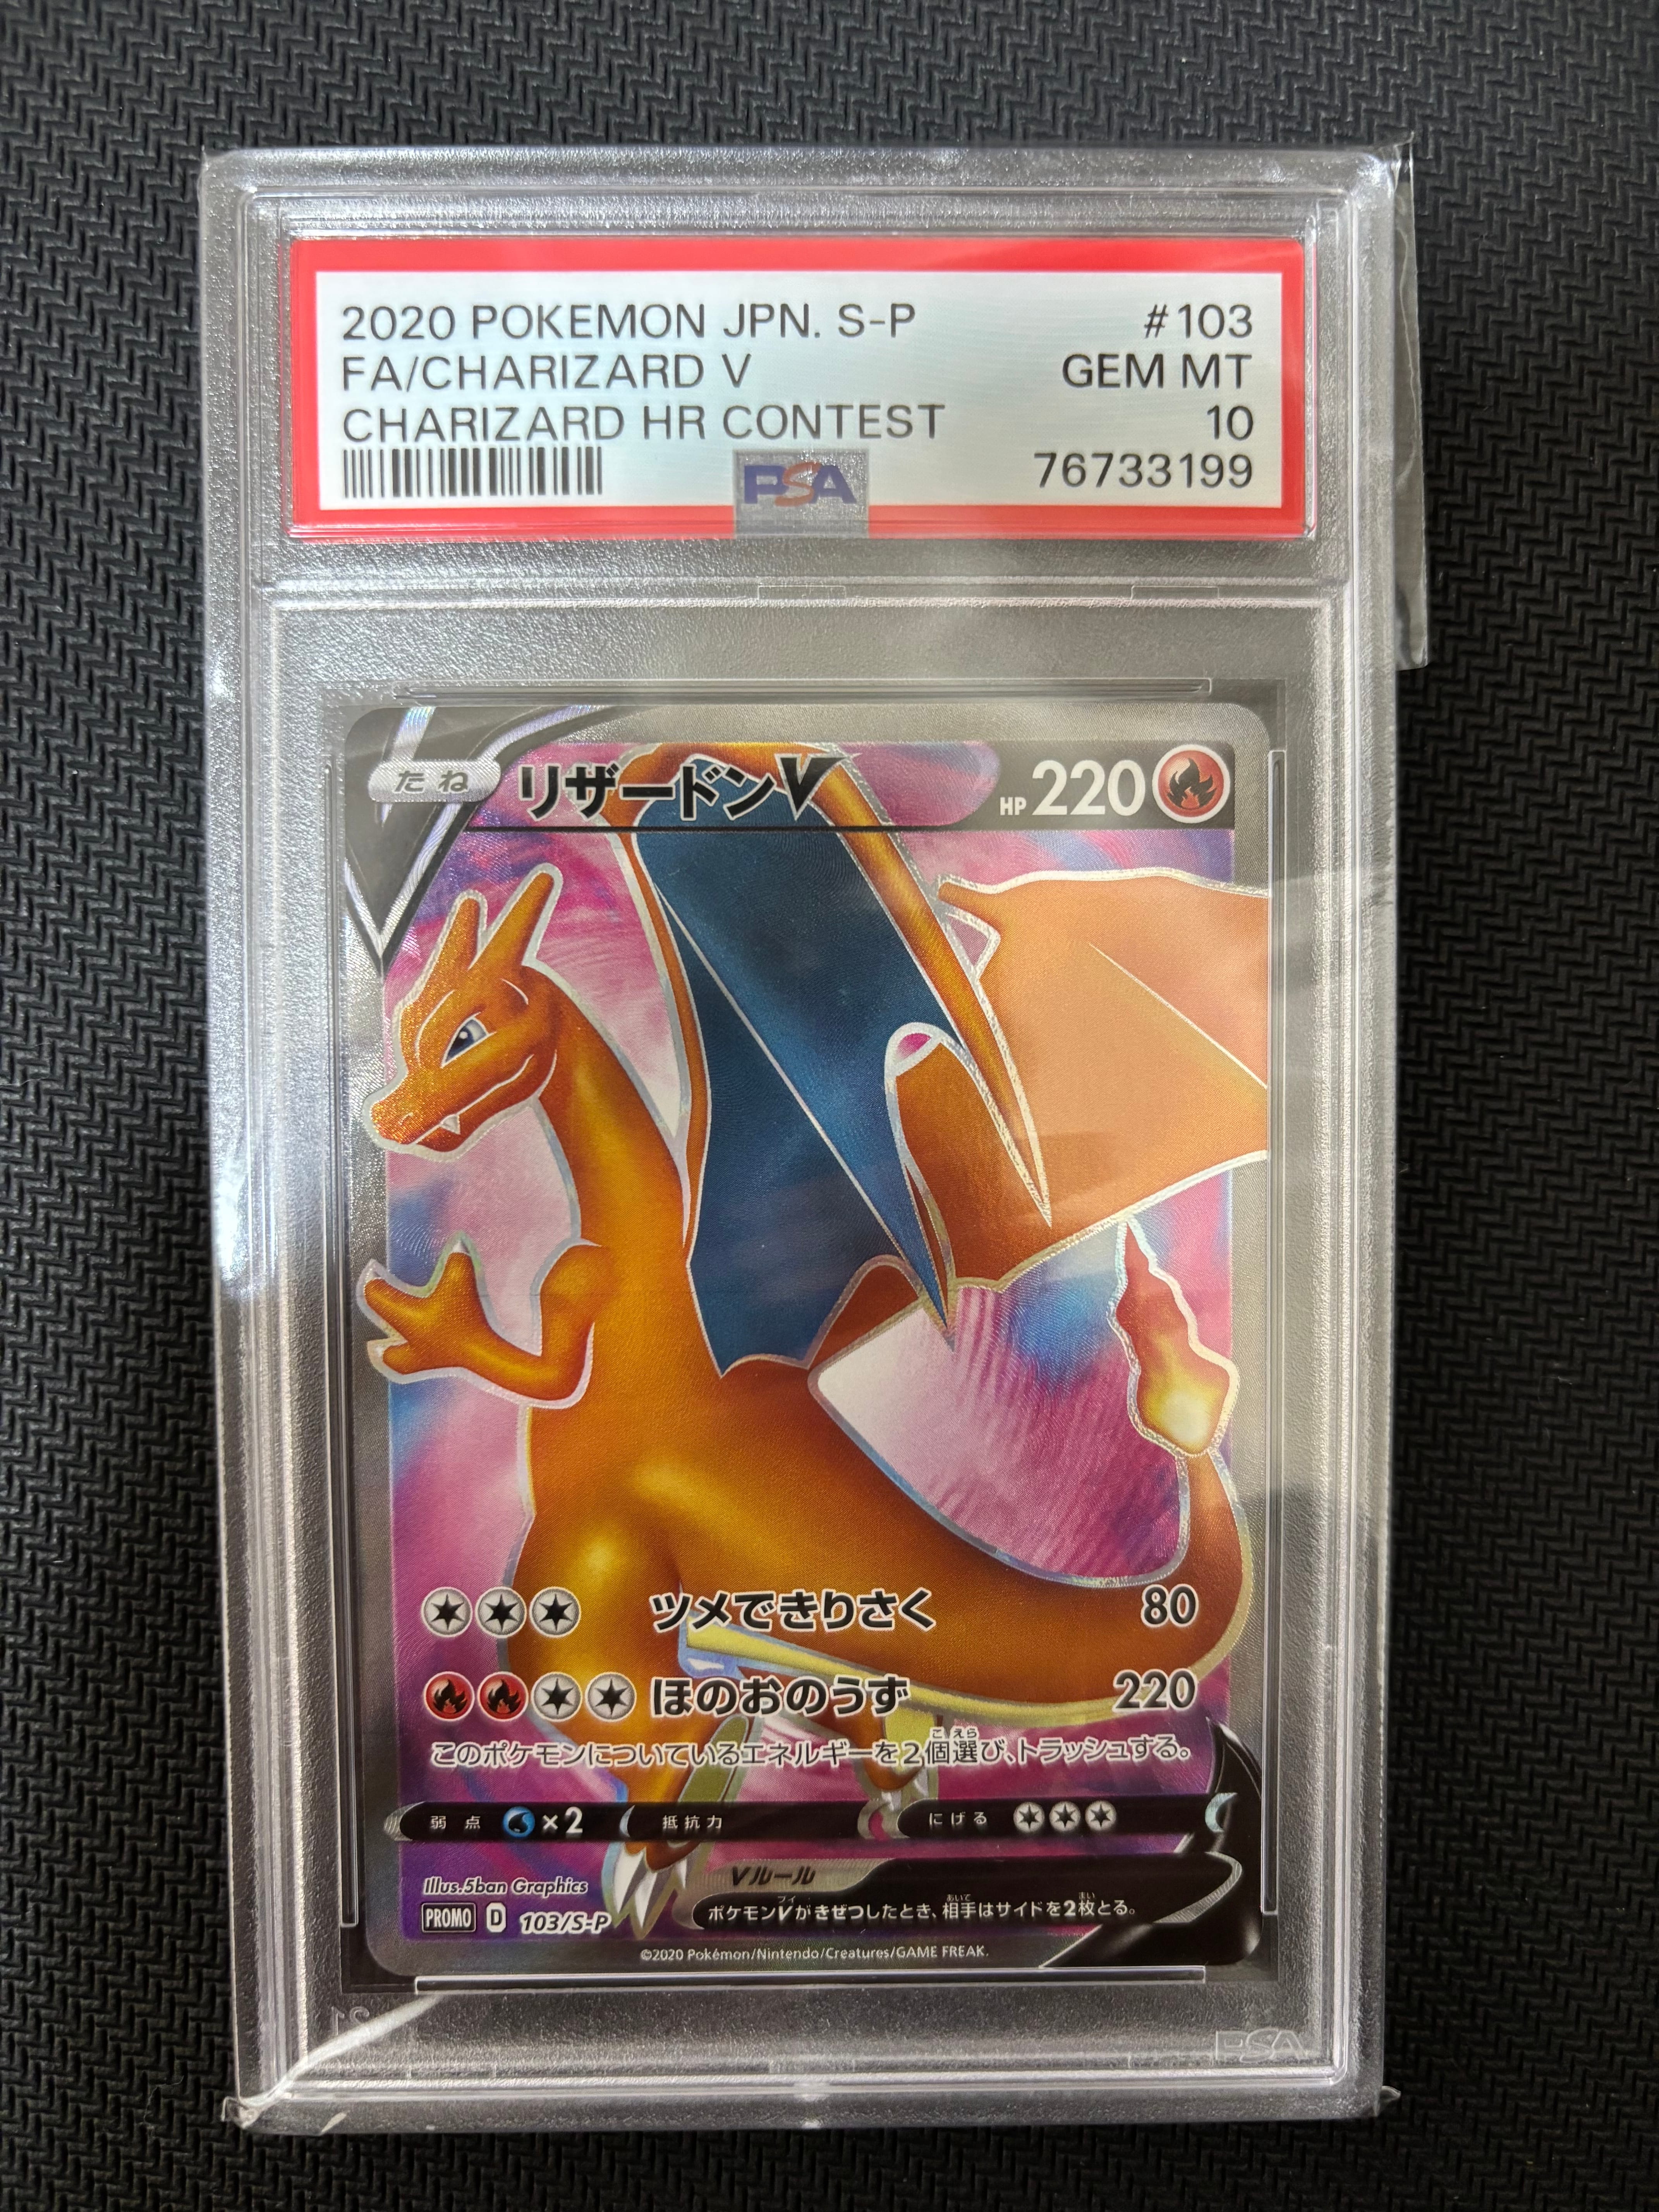 2020 POKEMON JPN. S-P #103
FA/CHARIZARD V GEM MT
CHARIZARD HR CONTEST 10
PSA 76733199
たね リザードンV HP 220
ツメできりさく 80
ほのおのうず 220
このポケモンについているエネルギーを2個選び、トラッシュする。
弱点 ×2 抵抗力 にげる
Illus.5ban Graphics
Vルール
PROMO D 103/S-P
ポケモンVがきぜつしたとき、相手はサイドを2枚とる。
©2020 Pokémon/Nintendo/Creatures/GAME FREAK.
PSA